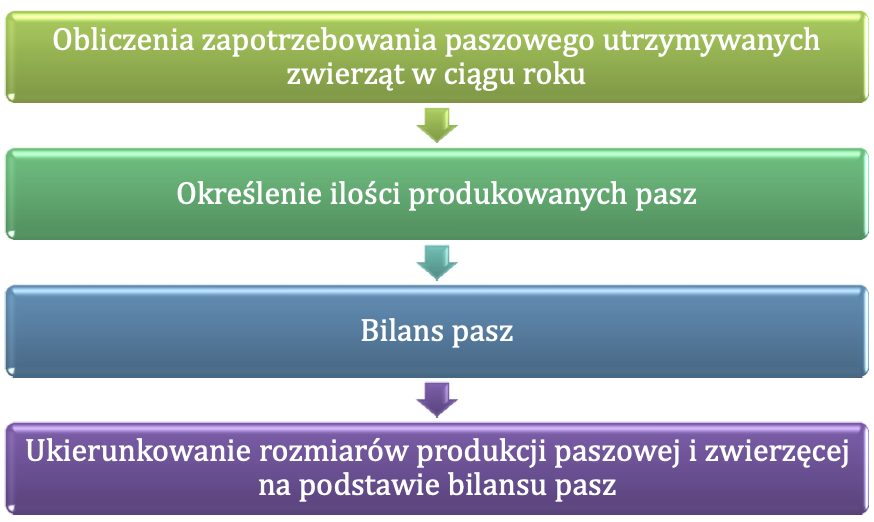 Obliczenia zapotrzebowania paszowego utrzymywanych
zwierząt w ciągu roku
Określenie ilości produkowanych pasz
Bilans pasz
Ukierunkowanie rozmiarów produkcji paszowej i zwierzęcej
na podstawie bilansu pasz